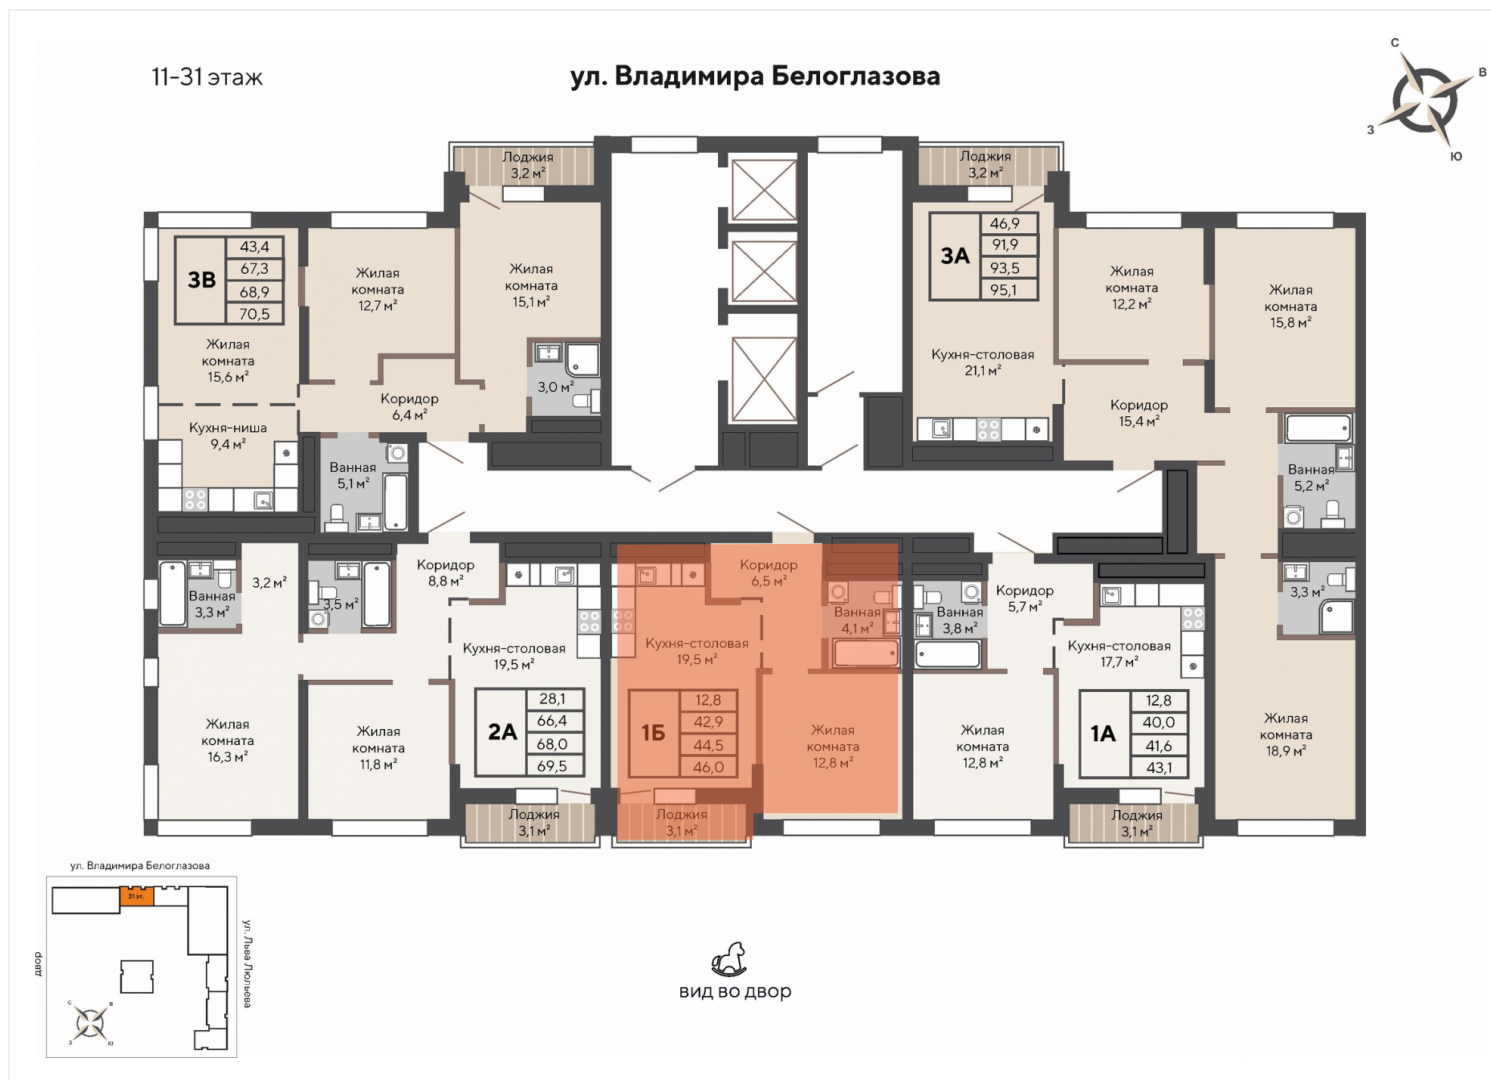 11-31 этаж
ул. Владимира Белоглазова
С
В
З
Ю
Лоджия
3,2 м²
Лоджия
3,2 м²
3В
43,4
67,3
68,9
70,5
Жилая
комната
15,6 м²
Кухня-ниша
9,4 м²
Жилая
комната
12,7 м²
Жилая
комната
15,1 м²
3,0 м²
Коридор
6,4 м²
Ванная
5,1 м²
3А
46,9
91,9
93,5
95,1
Кухня-столовая
21,1 м²
Жилая
комната
12,2 м²
Жилая
комната
15,8 м²
Коридор
15,4 м²
Ванная
5,2 м²
3,3 м²
Жилая
комната
18,9 м²
Ванная
3,3 м²
3,2 м²
3,5 м²
Коридор
8,8 м²
Кухня-столовая
19,5 м²
2А
28,1
66,4
68,0
69,5
Жилая
комната
16,3 м²
Жилая
комната
11,8 м²
Лоджия
3,1 м²
Коридор
6,5 м²
Ванная
4,1 м²
Кухня-столовая
19,5 м²
1Б
12,8
42,9
44,5
46,0
Жилая
комната
12,8 м²
Лоджия
3,1 м²
Ванная
3,8 м²
Коридор
5,7 м²
Кухня-столовая
17,7 м²
1А
12,8
40,0
41,6
43,1
Жилая
комната
12,8 м²
Лоджия
3,1 м²
ул. Владимира Белоглазова
31 эт.
двор
ул. Льва Люльева
С
В
З
Ю
вид во двор